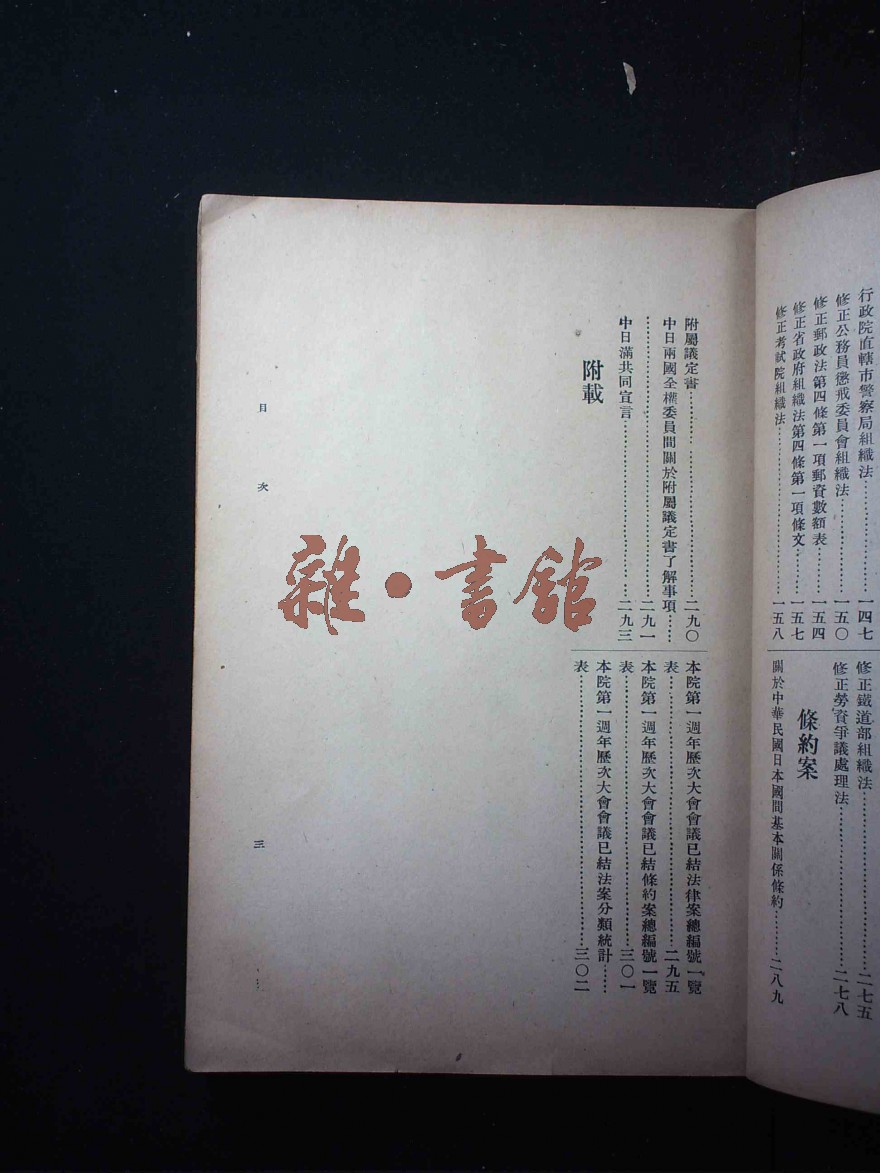 行政院直轄市警察局組織法……一四七
修正公務員懲戒委員會組織法……一五〇
修正郵政法第四條第一項郵資數額表……一五四
修正省政府組織法第四條第一項條文……一五七
修正考試院組織法……一五八
修正鐵道部組織法……二七五
修正勞資爭議處理法……二七八
條約案
關於中華民國日本國間基本關係條約……二八九
附屬議定書……二九〇
中日兩國全權委員間關於附屬議定書了解事項……
……二九一
中日滿共同宣言……二九三
附載
本院第一週年歷次大會會議已結法律案總編號一覽
表……二九五
本院第一週年歷次大會會議已結條約案總編號一覽
表……三〇一
本院第一週年歷次大會會議已結法案分類統計……
表……三〇二
目次
三
雜·書館